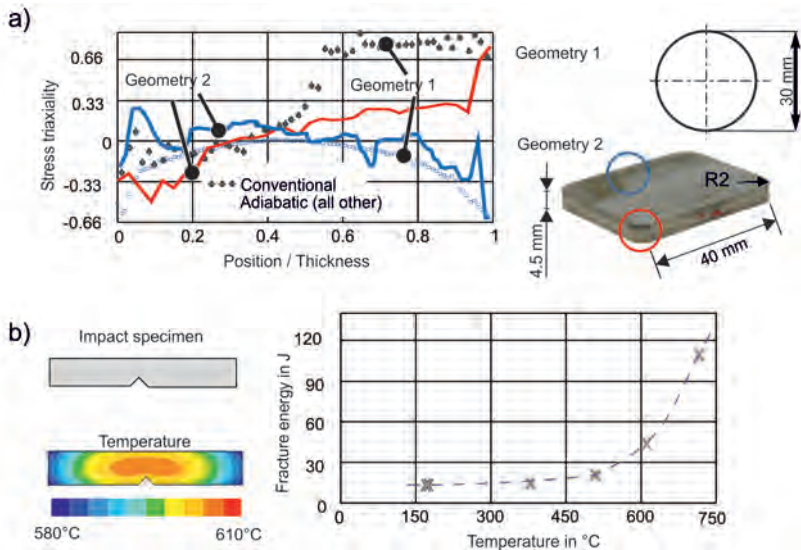 a)
Stress triaxiality
0.66
0.33
0
-0.33
-0.66
Geometry 2
Geometry 1
Conventional
Adiabatic (all other)
0
0.2
0.4
0.6
0.8
1
Position / Thickness
Geometry 1
30 mm
Geometry 2
R2
4.5 mm
40 mm
b)
Impact specimen
Temperature
580°C
610°C
Fracture energy in J
120
90
60
30
0
0
150
300
450
600
750
Temperature in °C